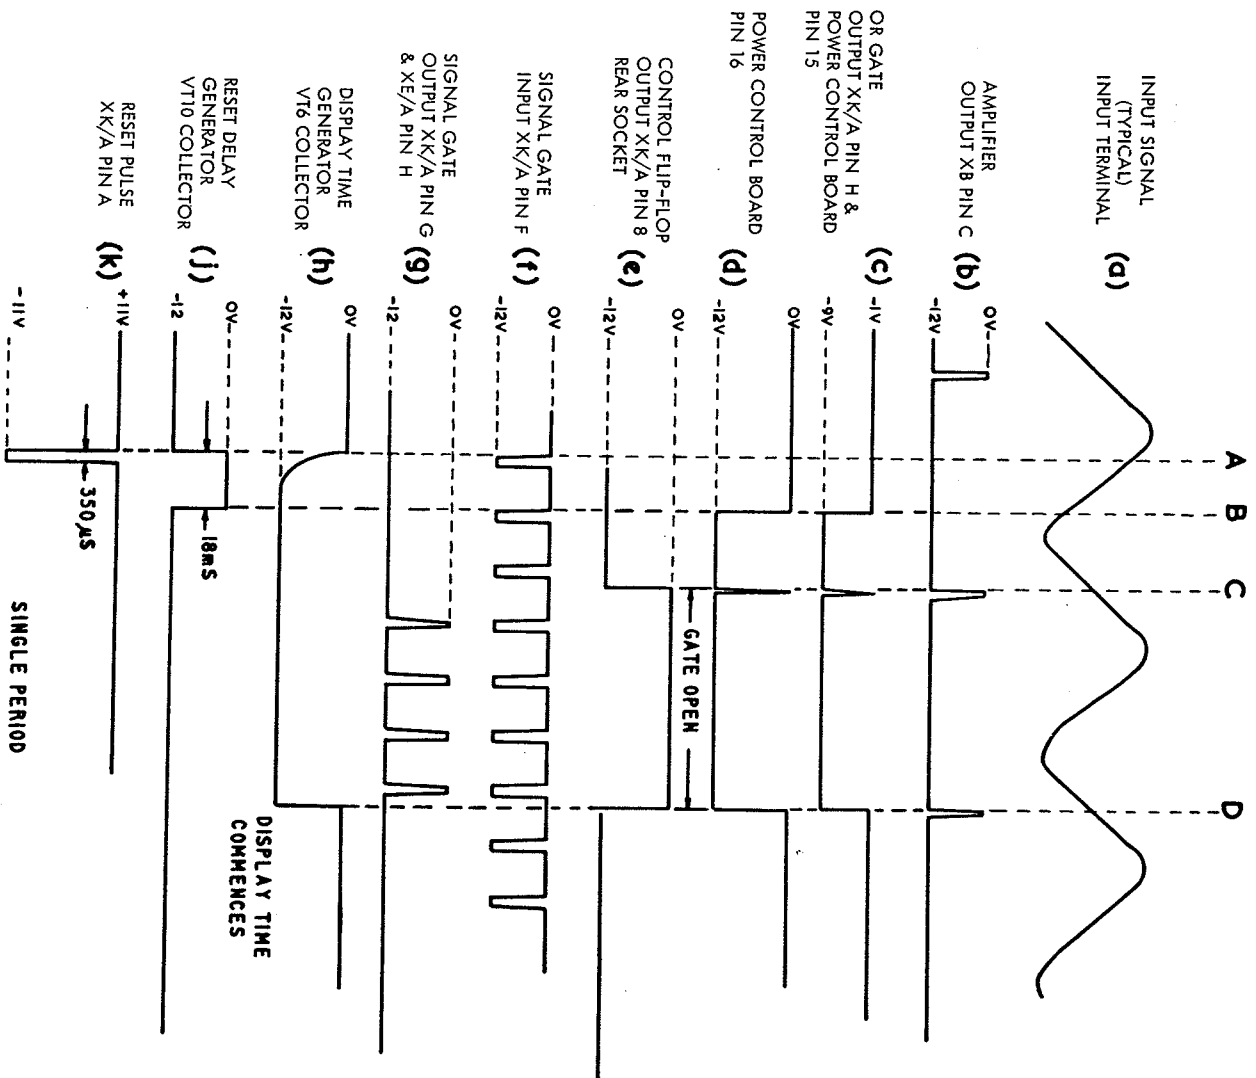 A
B
C
D
INPUT SIGNAL
(TYPICAL)
INPUT TERMINAL
(a)
AMPLIFIER
OUTPUT XB PIN C
(b)
0V
-12V
OR GATE
OUTPUT XK/A PIN H &
POWER CONTROL BOARD
PIN 15
(c)
-1V
-9V
POWER CONTROL BOARD
PIN 16
(d)
0V
-12V
CONTROL FLIP-FLOP
OUTPUT XK/A PIN 8
REAR SOCKET
(e)
0V
-12V
GATE OPEN
SIGNAL GATE
INPUT XK/A PIN F
(f)
0V
-12V
SIGNAL GATE
OUTPUT XK/A PIN G
& XE/A PIN H
(g)
0V
-12
DISPLAY TIME
GENERATOR
VT6 COLLECTOR
(h)
0V
-12V
DISPLAY TIME
COMMENCES
RESET DELAY
GENERATOR
VT10 COLLECTOR
(j)
0V
-12
18mS
RESET PULSE
XK/A PIN A
(k)
+11V
-11V
350µS
SINGLE PERIOD